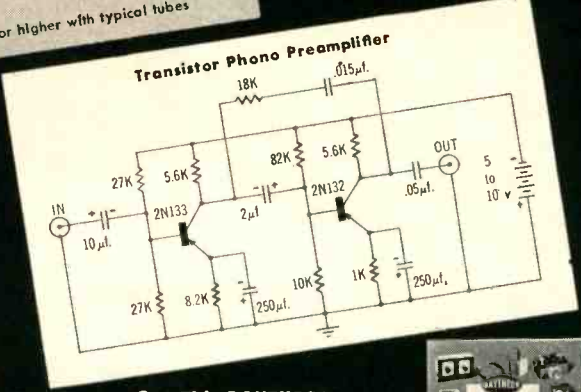 or higher with typical tubes
Transistor Phono Preamplifier
18K
.015µf.
27K
5.6K
82K
5.6K
OUT
5
to
10 v
IN
10µf.
2N133
2µf
2N132
.05µf.
27K
8.2K
250µf.
10K
1K
250µf.